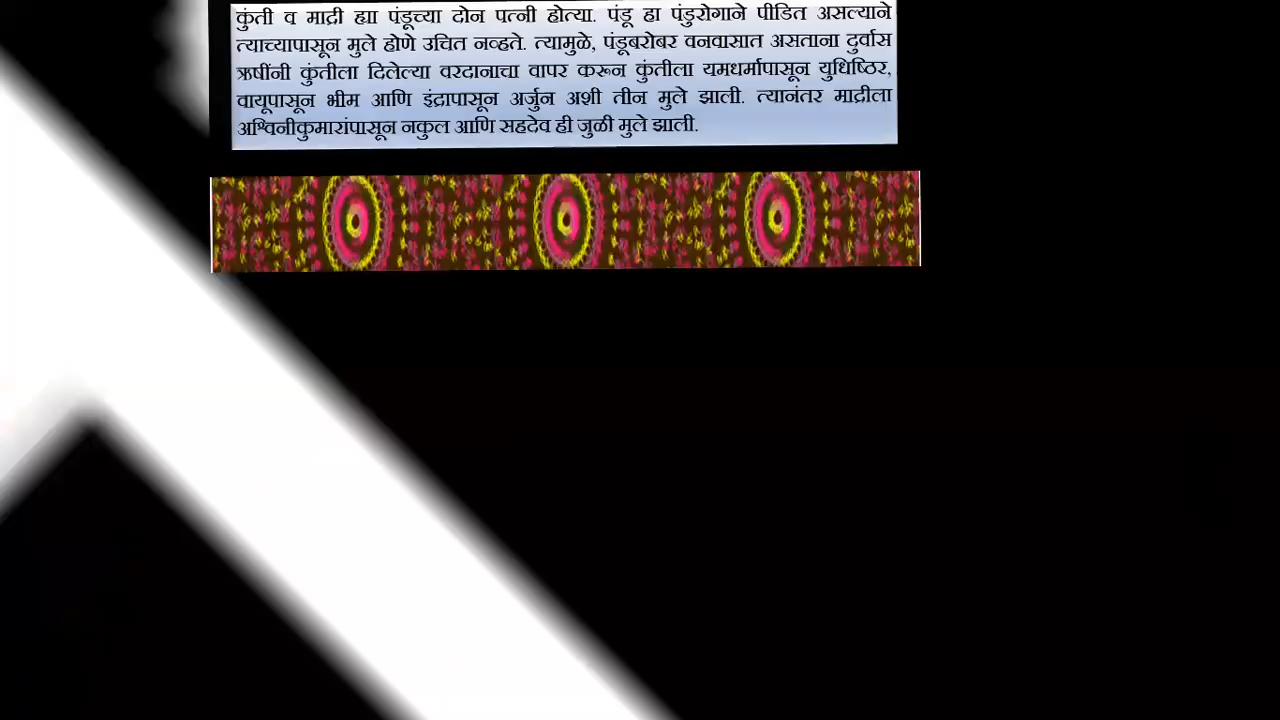 कुंती व माद्री ह्या पंडूच्या दोन पत्नी होत्या. पंडू हा पंडुरोगाने पीडित असल्याने
त्याच्यापासून मुले होणे उचित नव्हते. त्यामुळे, पंडूबरोबर वनवासात असताना दुर्वास
ऋषींनी कुंतीला दिलेल्या वरदानाचा वापर करून कुंतीला यमधर्मापासून युधिष्ठिर,
वायूपासून भीम आणि इंद्रापासून अर्जुन अशी तीन मुले झाली. त्यानंतर माद्रीला
अश्विनीकुमारांपासून नकुल आणि सहदेव ही जुळी मुले झाली.